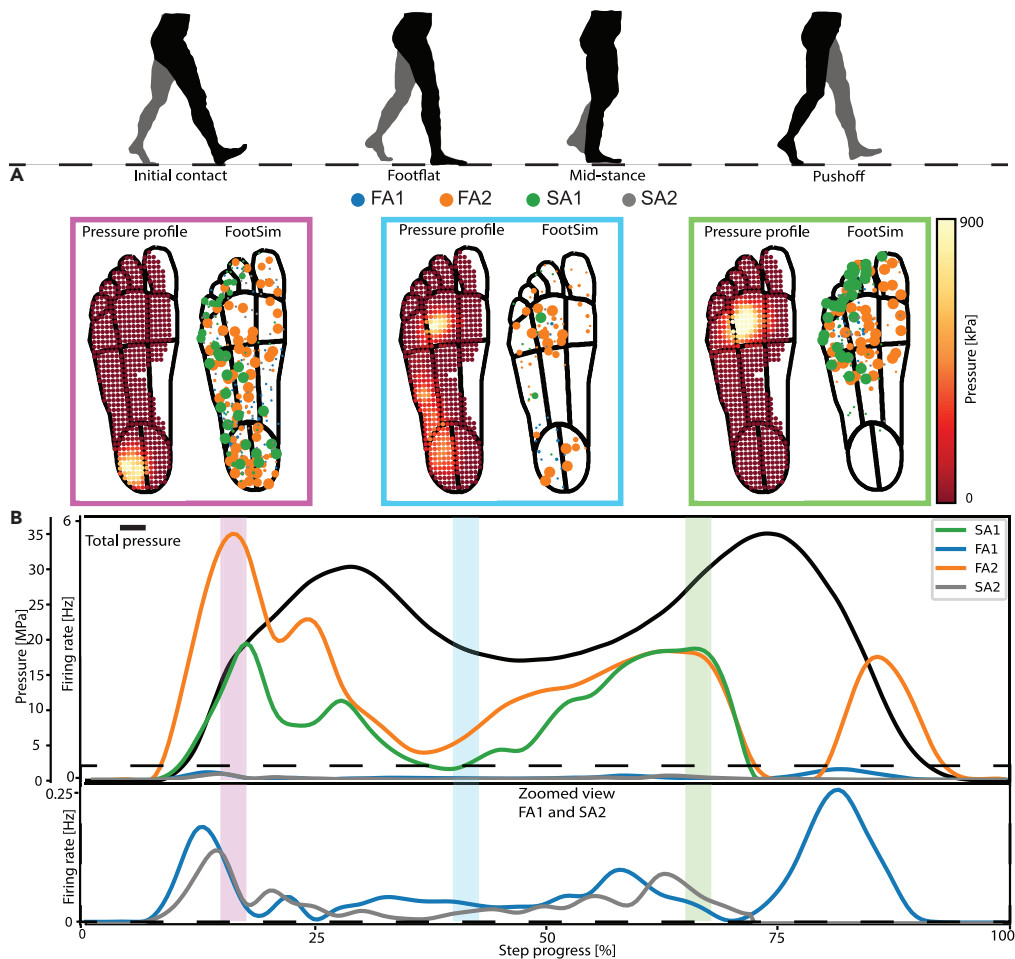 Initial contact
Footflat
Mid-stance
Pushoff
A
FA1
FA2
SA1
SA2
Pressure profile
FootSim
Pressure profile
FootSim
Pressure profile
FootSim
900
Pressure [kPa]
0
B
Total pressure
SA1
FA1
FA2
SA2
Pressure [MPa]
35
30
25
20
15
10
5
0
Firing rate [Hz]
6
0
Zoomed view
FA1 and SA2
Firing rate [Hz]
0.25
0
0
25
50
75
100
Step progress [%]